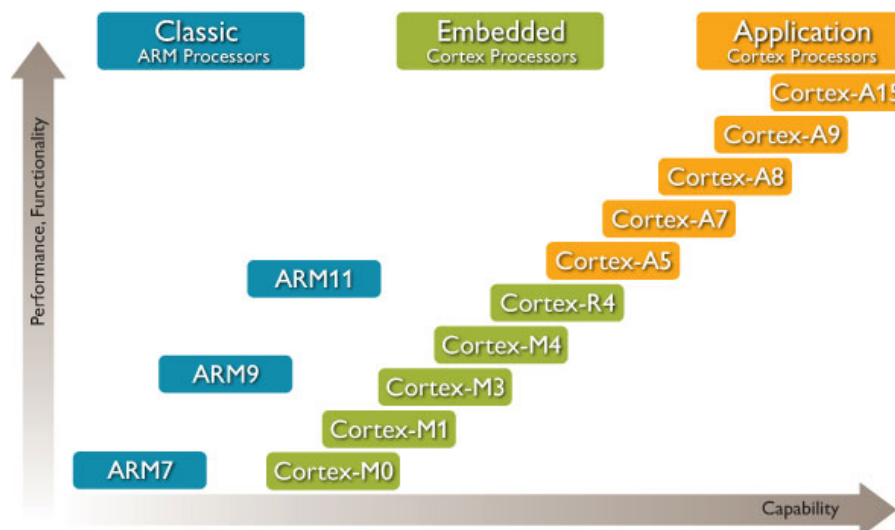 Classic
ARM Processors
Embedded
Cortex Processors
Application
Cortex Processors
Performance, Functionality
Cortex-A15
Cortex-A9
Cortex-A8
Cortex-A7
Cortex-A5
ARM11
Cortex-R4
Cortex-M4
ARM9
Cortex-M3
Cortex-M1
ARM7
Cortex-M0
Capability